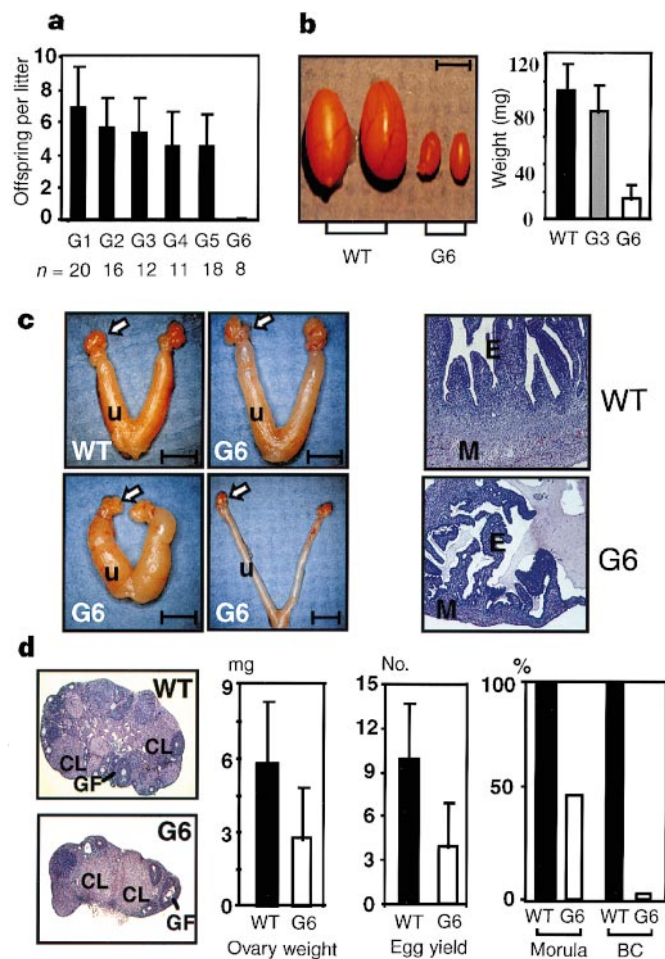 a
Offspring per litter
10
8
6
4
2
0
G1 G2 G3 G4 G5 G6
n = 20 16 12 11 18 8
b
WT G6
Weight (mg)
120
80
40
0
WT G3 G6
c
u
WT
u
G6
u
G6
u
G6
E
M
WT
E
M
G6
d
WT
CL
CL
GF
G6
CL
CL
GF
mg
9
6
3
0
WT G6
Ovary weight
No.
15
12
9
6
3
0
WT G6
Egg yield
%
100
50
0
WT G6 WT G6
Morula BC